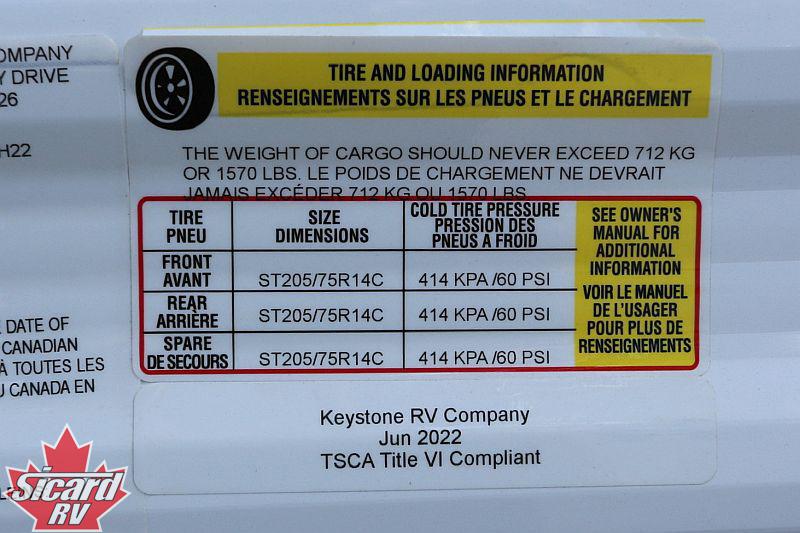 OMPANY
Y DRIVE
26
H22
DATE OF
CANADIAN
À TOUTES LES
U CANADA EN
TIRE AND LOADING INFORMATION
RENSEIGNEMENTS SUR LES PNEUS ET LE CHARGEMENT
THE WEIGHT OF CARGO SHOULD NEVER EXCEED 712 KG
OR 1570 LBS. LE POIDS DE CHARGEMENT NE DEVRAIT
JAMAIS EXCÉDER 712 KG OU 1570 LBS
TIRE
PNEU
SIZE
DIMENSIONS
COLD TIRE PRESSURE
PRESSION DES
PNEUS A FROID
FRONT
AVANT
ST205/75R14C
414 KPA /60 PSI
REAR
ARRIÈRE
ST205/75R14C
414 KPA /60 PSI
SPARE
DE SECOURS
ST205/75R14C
414 KPA /60 PSI
SEE OWNER'S
MANUAL FOR
ADDITIONAL
INFORMATION
VOIR LE MANUEL
DE L'USAGER
POUR PLUS DE
RENSEIGNEMENTS
Keystone RV Company
Jun 2022
TSCA Title VI Compliant
Sicard
RV